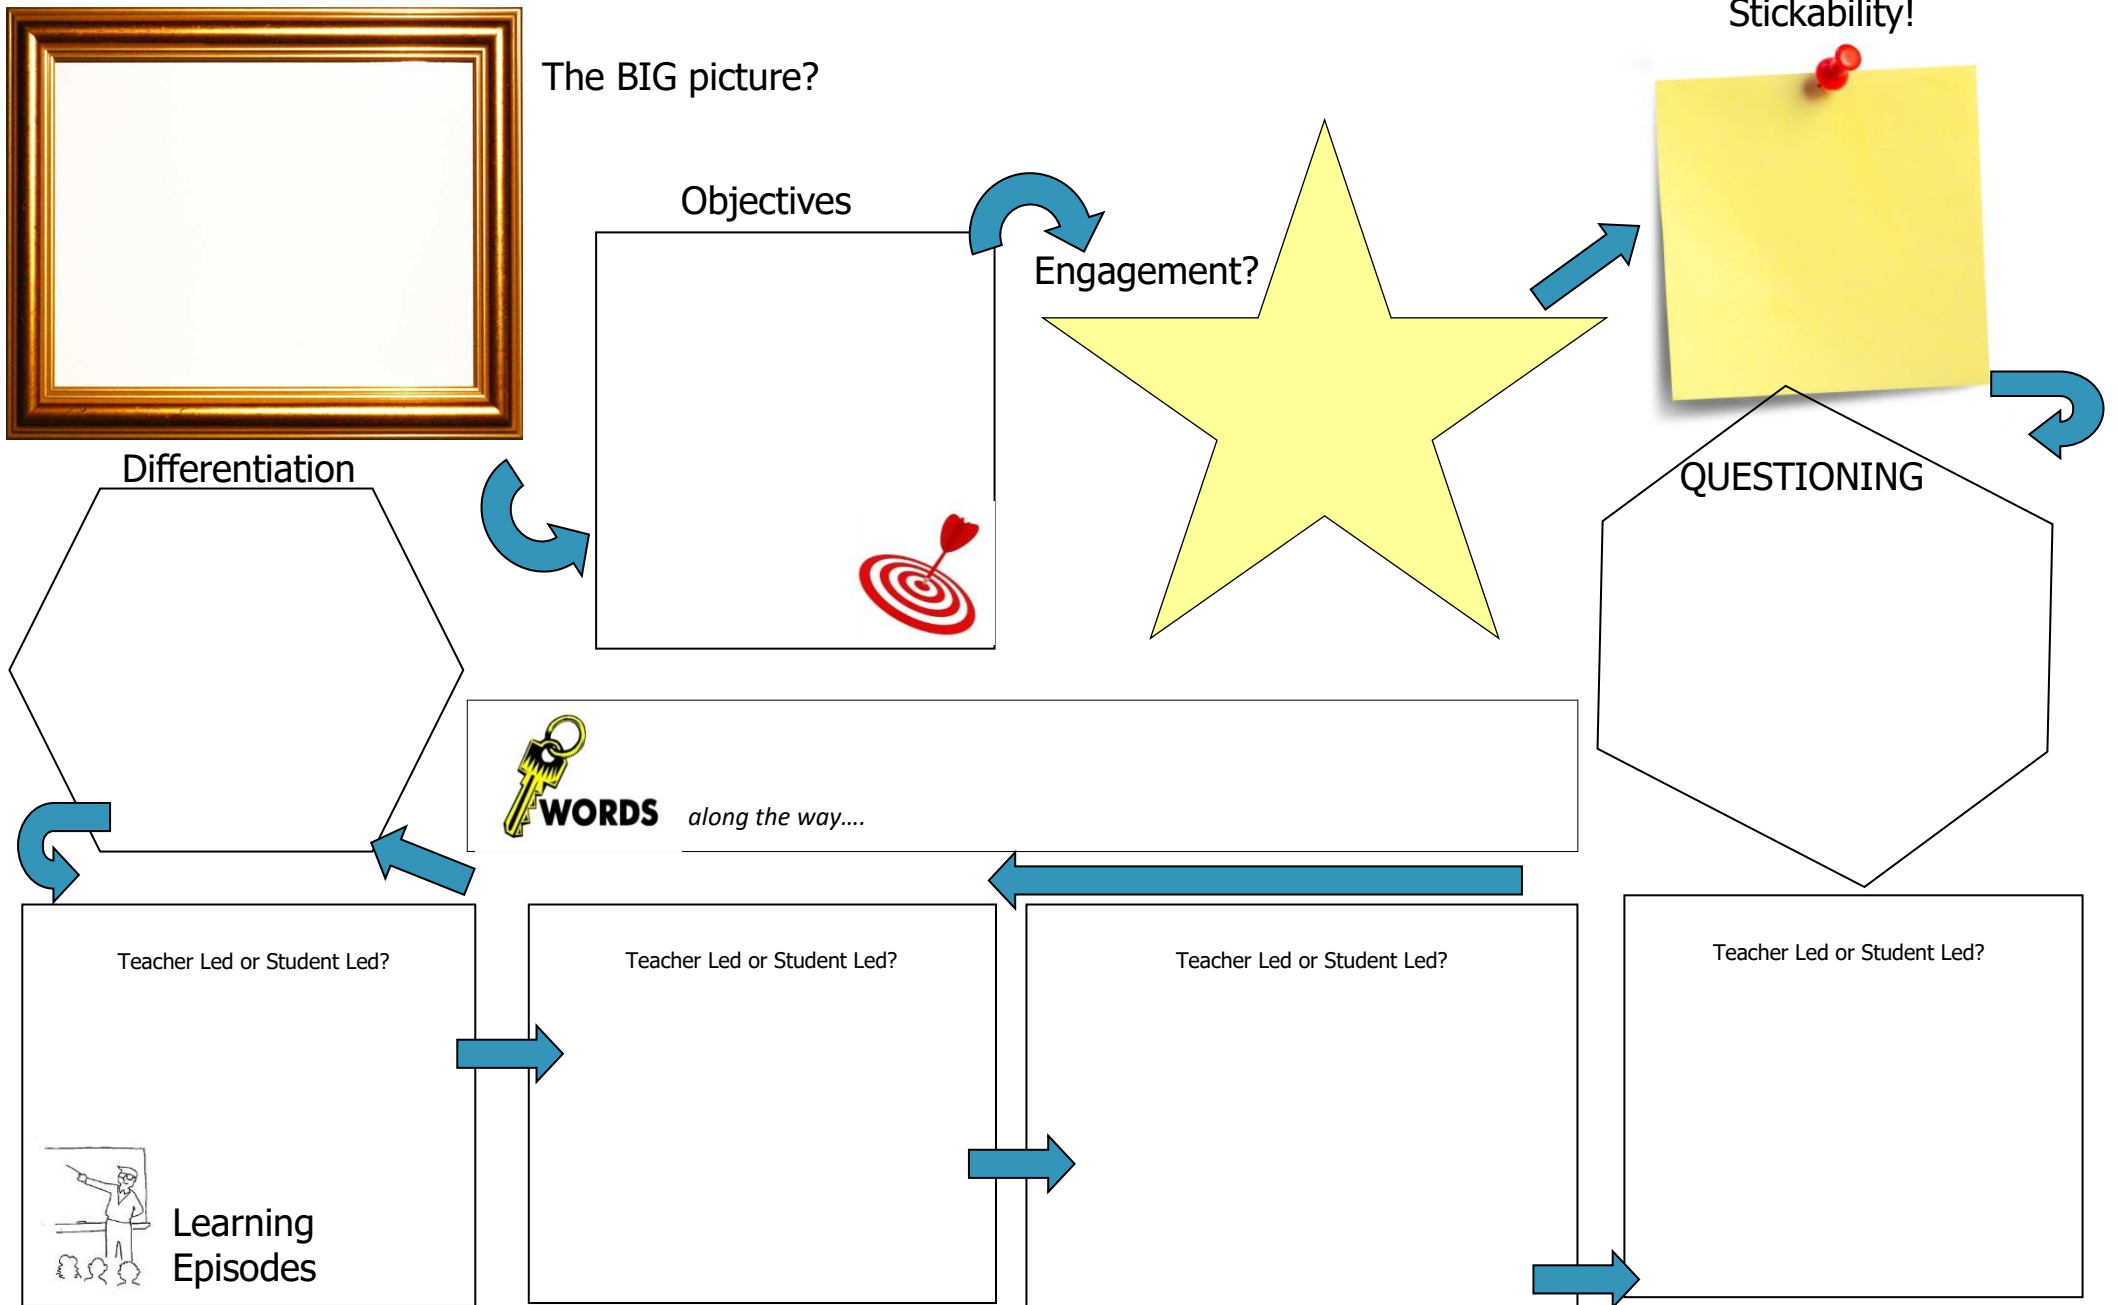 Stickability!
The BIG picture?
Objectives
Engagement?
Differentiation
QUESTIONING
WORDS along the way....
Teacher Led or Student Led?
Teacher Led or Student Led?
Teacher Led or Student Led?
Teacher Led or Student Led?
Learning
Episodes